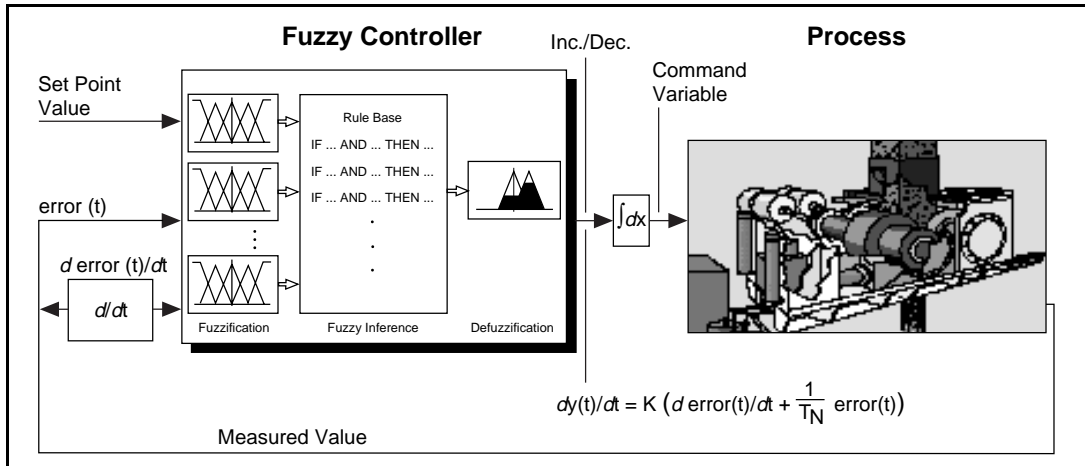 Fuzzy Controller
Inc./Dec.
Process
Set Point
Value
Command
Variable
Rule Base
IF ... AND ... THEN ...
IF ... AND ... THEN ...
IF ... AND ... THEN ...
.
.
.
error (t)
∫dx
d error (t)/dt
d/dt
Fuzzification
Fuzzy Inference
Defuzzification
dy(t)/dt = K (d error(t)/dt + 1/T_N error(t))
Measured Value